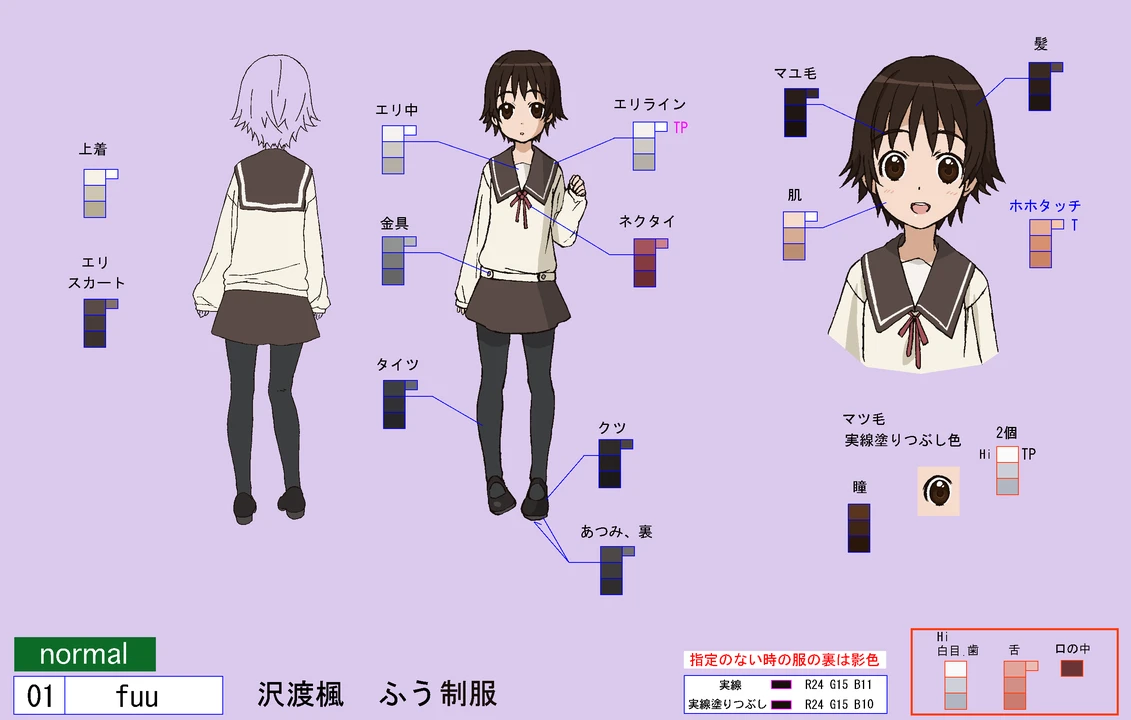 髪
マユ毛
エリ中
エリライン
TP
上着
肌
ホホタッチ
T
金具
ネクタイ
エリ
スカート
タイツ
クツ
マツ毛
実線塗りつぶし色
2個
Hi
TP
瞳
あつみ、裏
normal
01
fuu
沢渡楓 ふう制服
指定のない時の服の裏は影色
実線 R24 G15 B11
実線塗りつぶし R24 G15 B10
Hi
白目.歯
舌
口の中